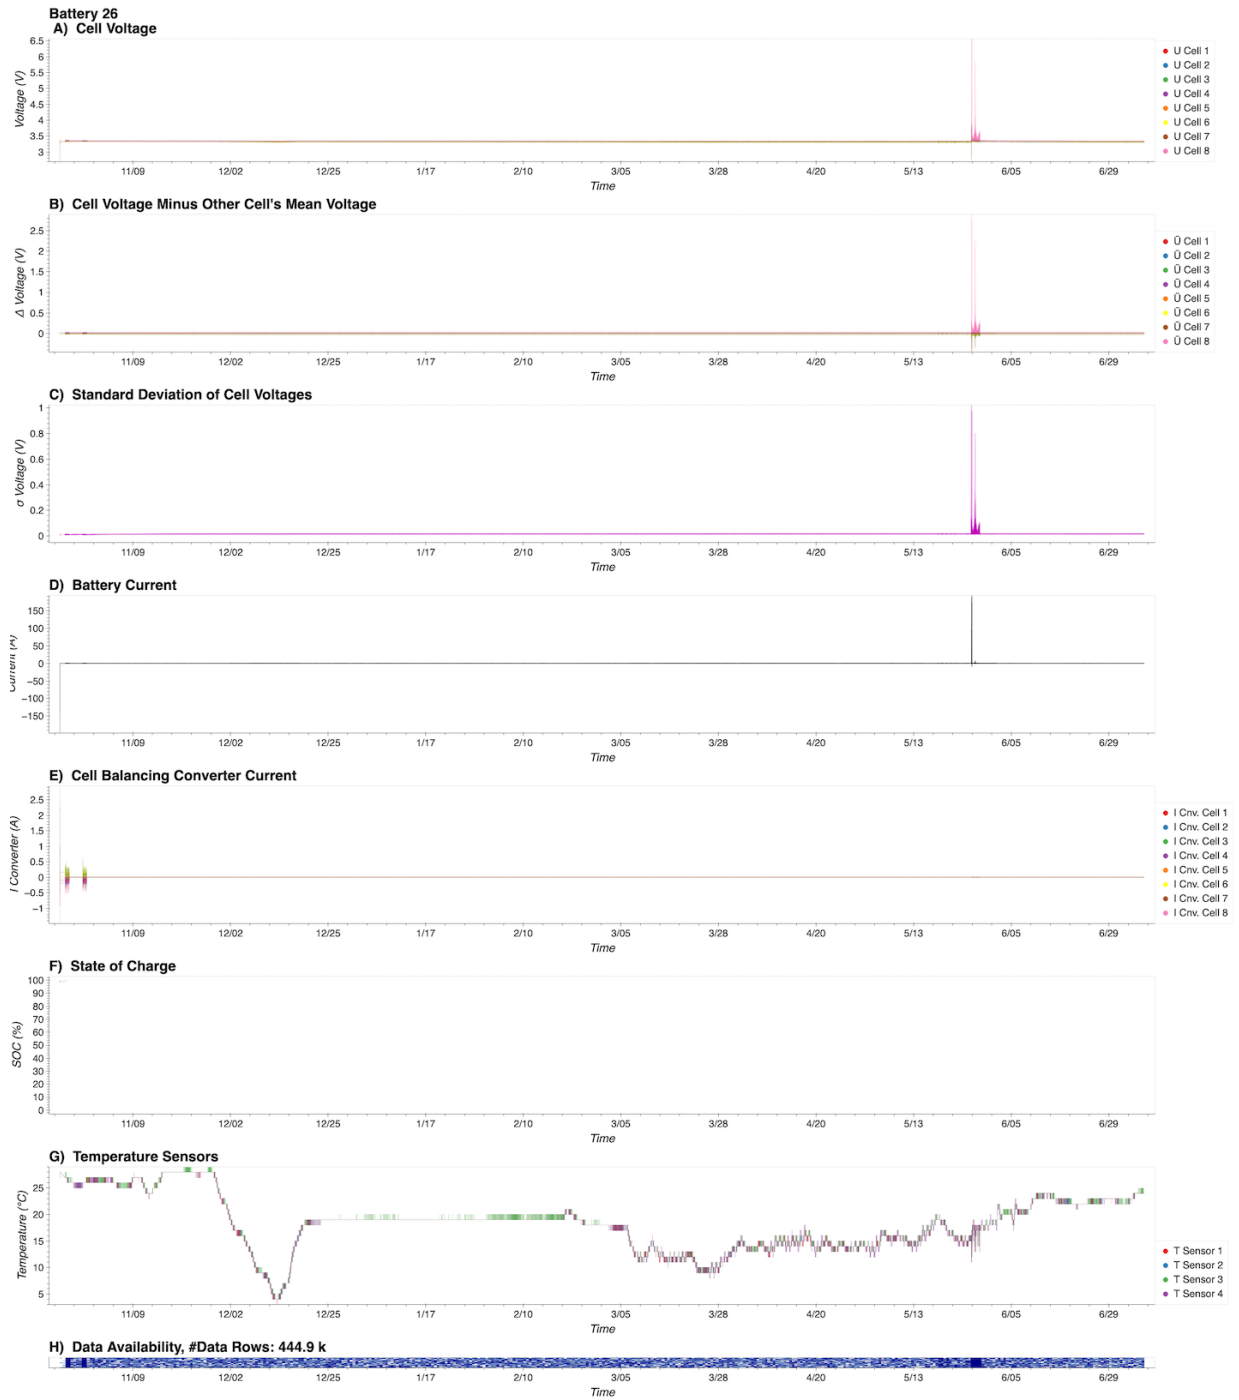 Battery 26
A) Cell Voltage
6.5
6
5.5
5
4.5
4
3.5
3
Voltage (V)
11/09 12/02 12/25 1/17 2/10 3/05 3/28 4/20 5/13 6/05 6/29
Time
U Cell 1
U Cell 2
U Cell 3
U Cell 4
U Cell 5
U Cell 6
U Cell 7
U Cell 8
B) Cell Voltage Minus Other Cell's Mean Voltage
2.5
2
1.5
1
0.5
0
Δ Voltage (V)
11/09 12/02 12/25 1/17 2/10 3/05 3/28 4/20 5/13 6/05 6/29
Time
Ū Cell 1
Ū Cell 2
Ū Cell 3
Ū Cell 4
Ū Cell 5
Ū Cell 6
Ū Cell 7
Ū Cell 8
C) Standard Deviation of Cell Voltages
1
0.8
0.6
0.4
0.2
0
σ Voltage (V)
11/09 12/02 12/25 1/17 2/10 3/05 3/28 4/20 5/13 6/05 6/29
Time
D) Battery Current
150
100
50
0
−50
−100
−150
Current (A)
11/09 12/02 12/25 1/17 2/10 3/05 3/28 4/20 5/13 6/05 6/29
Time
E) Cell Balancing Converter Current
2.5
2
1.5
1
0.5
0
−0.5
−1
I Converter (A)
11/09 12/02 12/25 1/17 2/10 3/05 3/28 4/20 5/13 6/05 6/29
Time
I Cnv. Cell 1
I Cnv. Cell 2
I Cnv. Cell 3
I Cnv. Cell 4
I Cnv. Cell 5
I Cnv. Cell 6
I Cnv. Cell 7
I Cnv. Cell 8
F) State of Charge
100
90
80
70
60
50
40
30
20
10
0
SOC (%)
11/09 12/02 12/25 1/17 2/10 3/05 3/28 4/20 5/13 6/05 6/29
Time
G) Temperature Sensors
25
20
15
10
5
Temperature (°C)
11/09 12/02 12/25 1/17 2/10 3/05 3/28 4/20 5/13 6/05 6/29
Time
T Sensor 1
T Sensor 2
T Sensor 3
T Sensor 4
H) Data Availability, #Data Rows: 444.9 k
11/09 12/02 12/25 1/17 2/10 3/05 3/28 4/20 5/13 6/05 6/29
Time